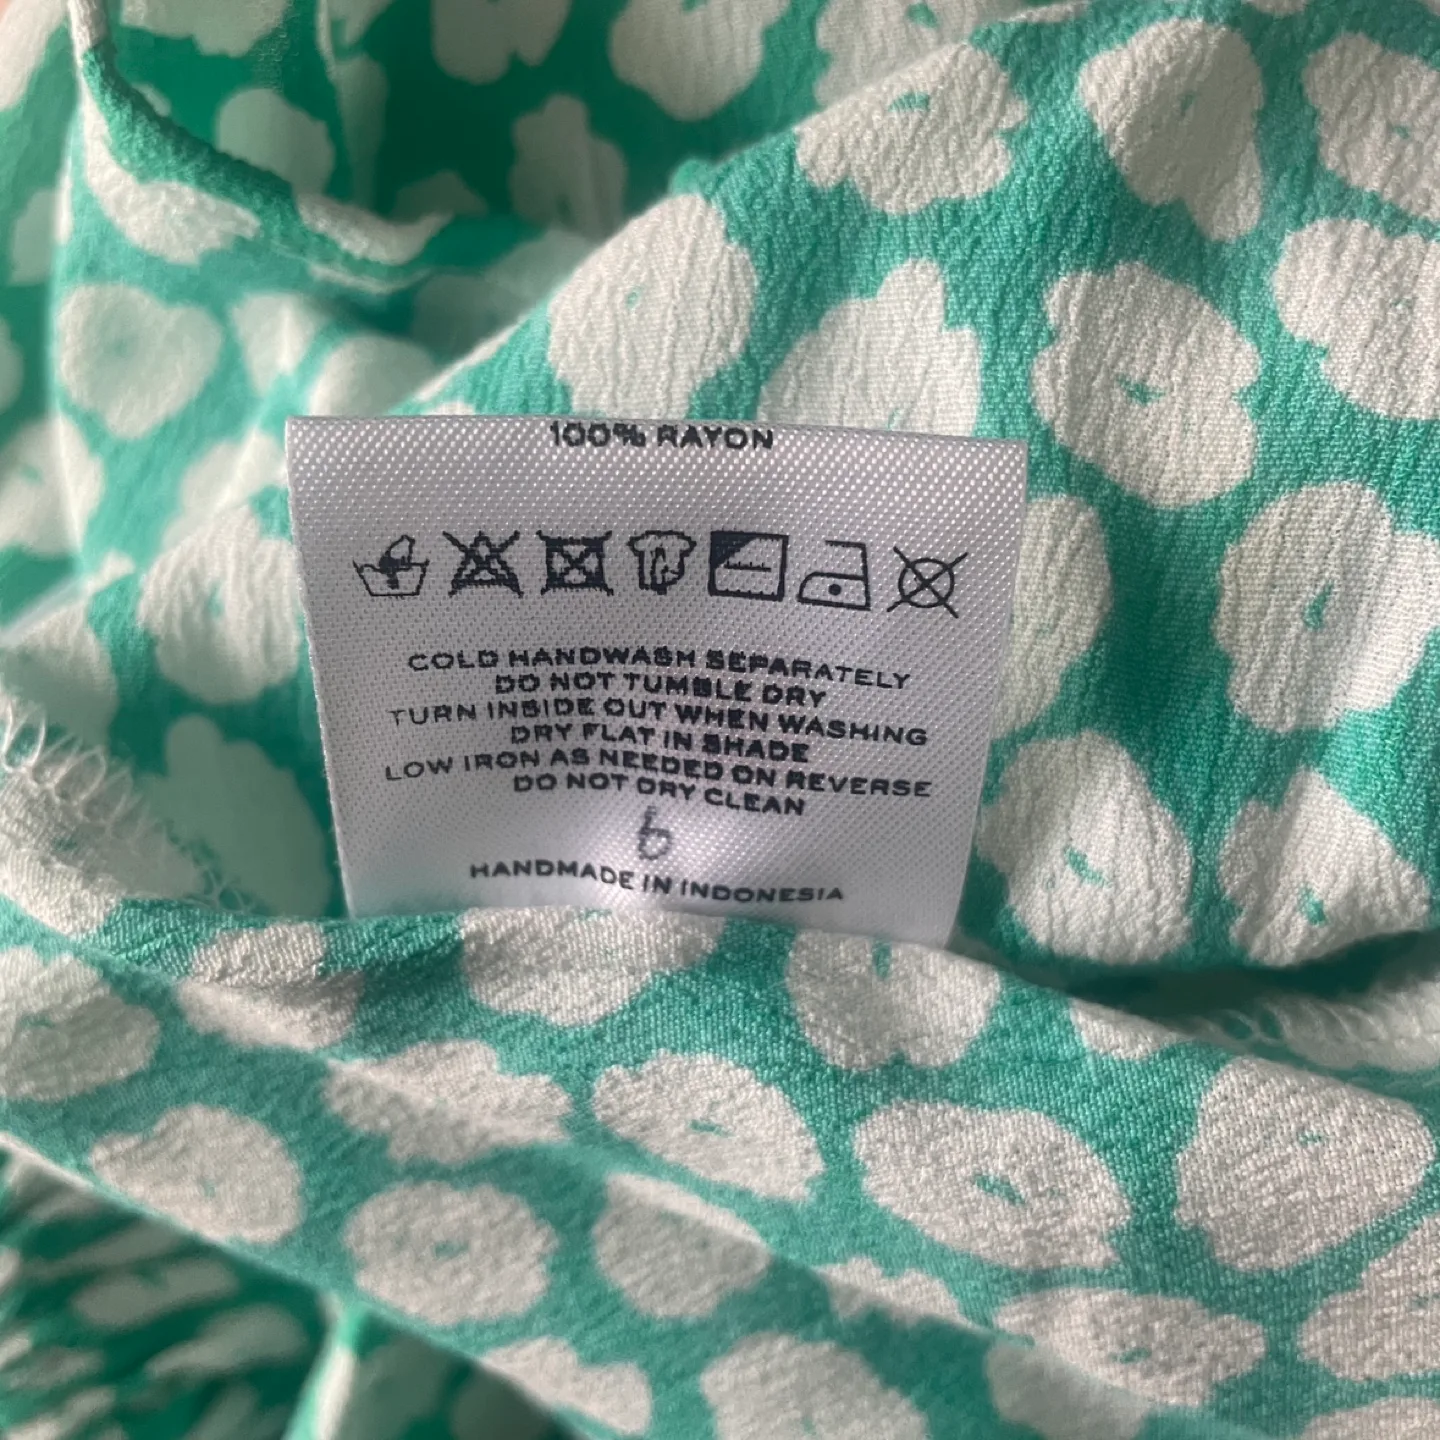 100% RAYON
COLD HANDWASH SEPARATELY
DO NOT TUMBLE DRY
TURN INSIDE OUT WHEN WASHING
DRY FLAT IN SHADE
LOW IRON AS NEEDED ON REVERSE
DO NOT DRY CLEAN
6
HANDMADE IN INDONESIA